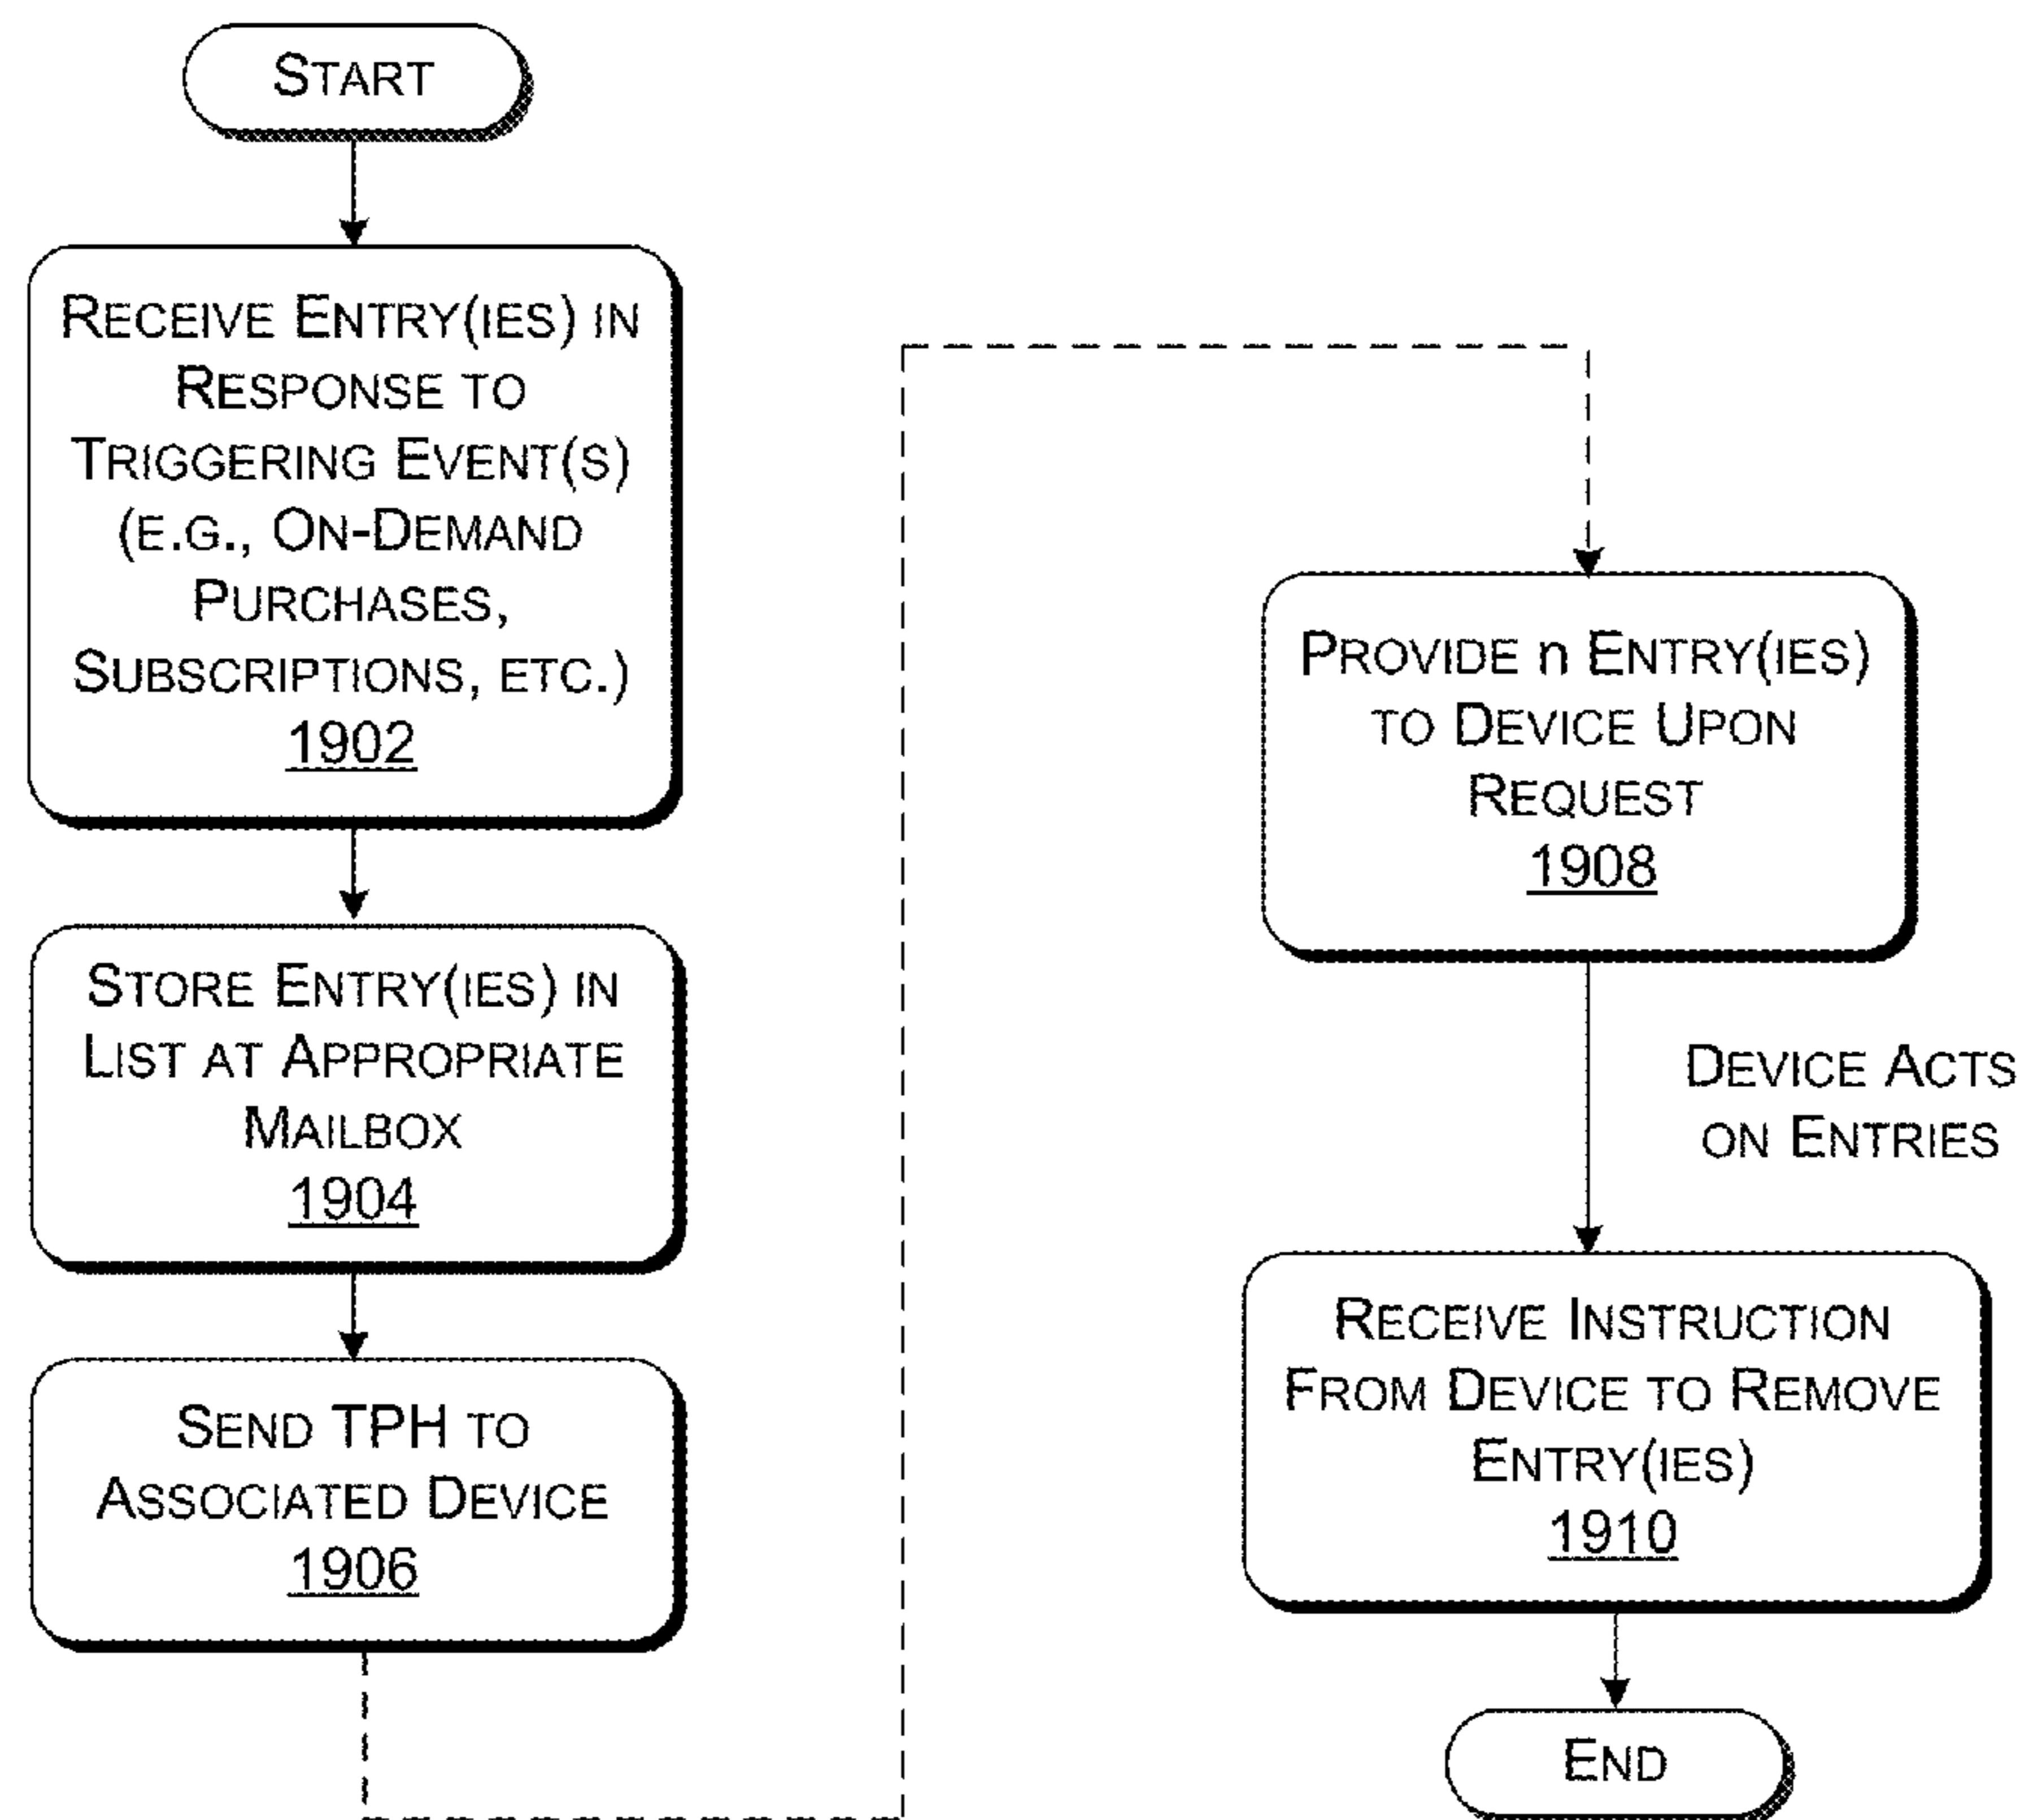 START
RECEIVE ENTRY(IES) IN
RESPONSE TO
TRIGGERING EVENT(S)
(E.G., ON-DEMAND
PURCHASES,
SUBSCRIPTIONS, ETC.)
1902
STORE ENTRY(IES) IN
LIST AT APPROPRIATE
MAILBOX
1904
SEND TPH TO
ASSOCIATED DEVICE
1906
PROVIDE n ENTRY(IES)
TO DEVICE UPON
REQUEST
1908
DEVICE ACTS
ON ENTRIES
RECEIVE INSTRUCTION
FROM DEVICE TO REMOVE
ENTRY(IES)
1910
END